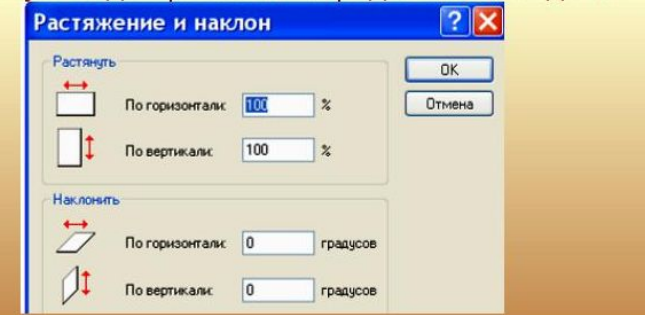 Растяжение и наклон
Растянуть
По горизонтали: 100 %
По вертикали: 100 %
OK
Отмена
Наклонить
По горизонтали: 0 градусов
По вертикали: 0 градусов